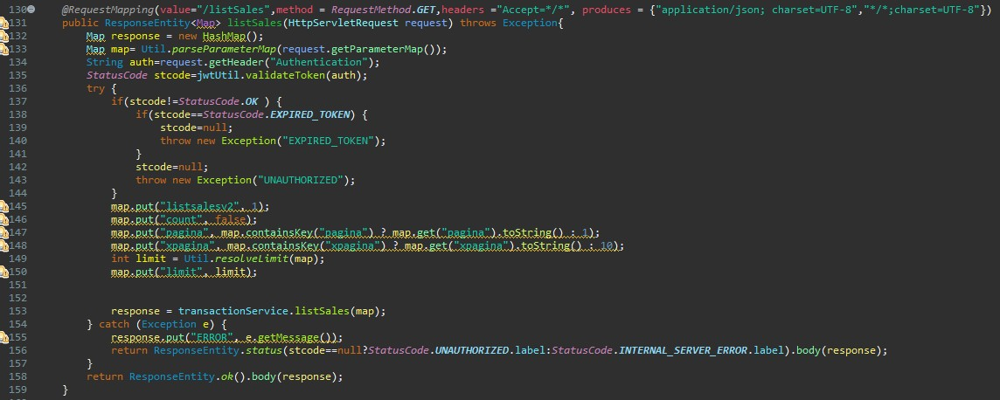 130 @RequestMapping(value="/listSales",method = RequestMethod.GET,headers ="Accept=*/*", produces = {"application/json; charset=UTF-8","*/*;charset=UTF-8"})
131 public ResponseEntity<Map> listSales(HttpServletRequest request) throws Exception{
132 Map response = new HashMap();
133 Map map= Util.parseParameterMap(request.getParameterMap());
134 String auth=request.getHeader("Authentication");
135 StatusCode stcode=jwtUtil.validateToken(auth);
136 try {
137 if(stcode!=StatusCode.OK ) {
138 if(stcode==StatusCode.EXPIRED_TOKEN) {
139 stcode=null;
140 throw new Exception("EXPIRED_TOKEN");
141 }
142 stcode=null;
143 throw new Exception("UNAUTHORIZED");
144 }
145 map.put("listsalesv2", 1);
146 map.put("count", false);
147 map.put("pagina", map.containsKey("pagina") ? map.get("pagina").toString() : 1);
148 map.put("xpagina", map.containsKey("xpagina") ? map.get("xpagina").toString() : 10);
149 int limit = Util.resolveLimit(map);
150 map.put("limit", limit);
151
152
153 response = transactionService.listSales(map);
154 } catch (Exception e) {
155 response.put("ERROR", e.getMessage());
156 return ResponseEntity.status(stcode==null?StatusCode.UNAUTHORIZED.label:StatusCode.INTERNAL_SERVER_ERROR.label).body(response);
157 }
158 return ResponseEntity.ok().body(response);
159 }